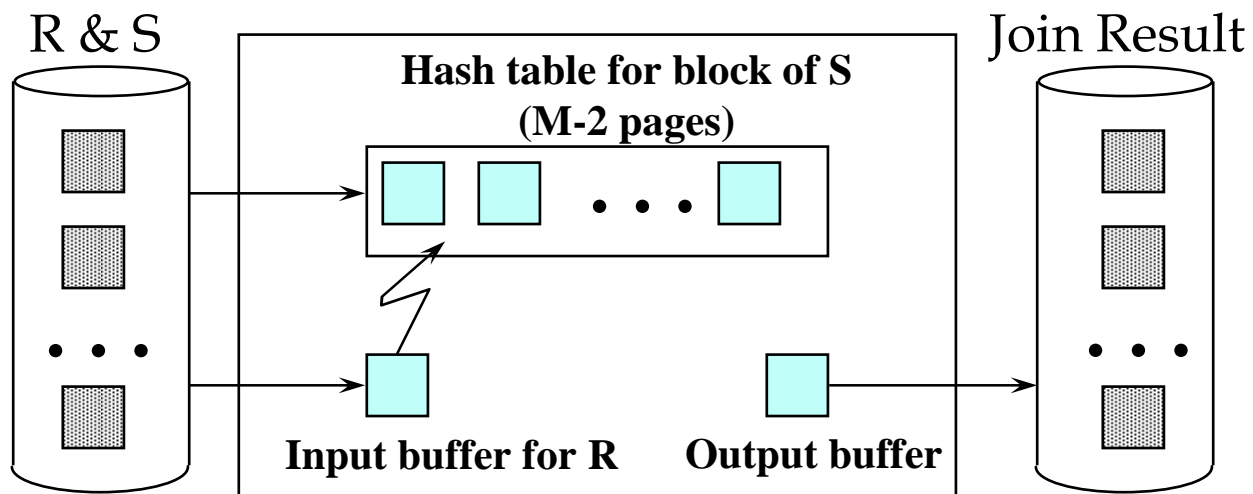 R & S
Join Result
Hash table for block of S
(M-2 pages)
Input buffer for R
Output buffer